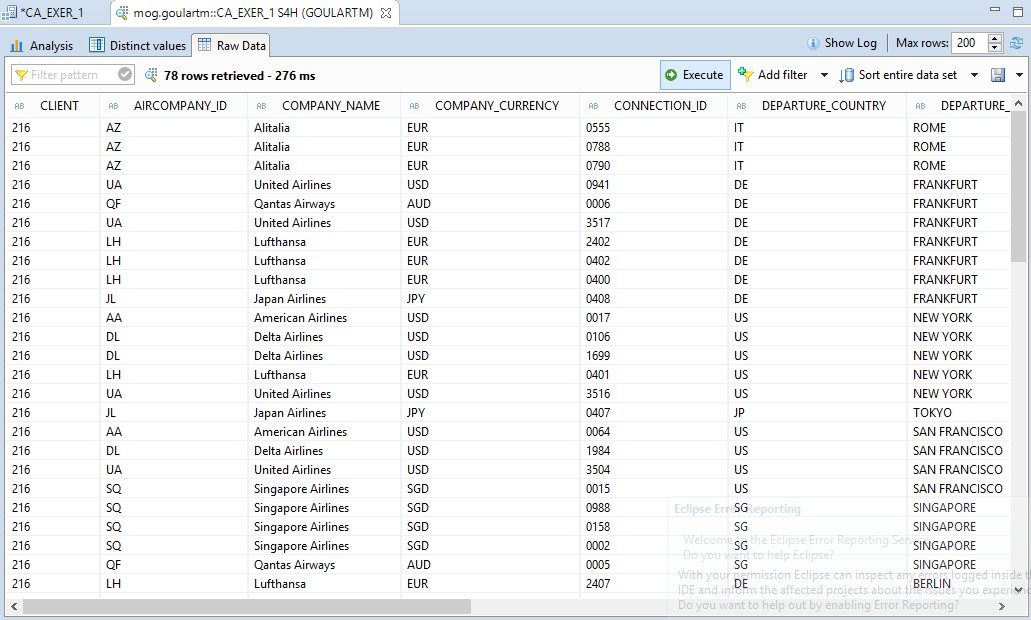 *CA_EXER_1 mog.goulartm::CA_EXER_1 S4H (GOULARTM)
Analysis Distinct values Raw Data Show Log Max rows: 200
Filter pattern 78 rows retrieved - 276 ms Execute Add filter Sort entire data set
AB CLIENT AB AIRCOMPANY_ID AB COMPANY_NAME AB COMPANY_CURRENCY AB CONNECTION_ID AB DEPARTURE_COUNTRY AB DEPARTURE_
216 AZ Alitalia EUR 0555 IT ROME
216 AZ Alitalia EUR 0788 IT ROME
216 AZ Alitalia EUR 0790 IT ROME
216 UA United Airlines USD 0941 DE FRANKFURT
216 QF Qantas Airways AUD 0006 DE FRANKFURT
216 UA United Airlines USD 3517 DE FRANKFURT
216 LH Lufthansa EUR 2402 DE FRANKFURT
216 LH Lufthansa EUR 0402 DE FRANKFURT
216 LH Lufthansa EUR 0400 DE FRANKFURT
216 JL Japan Airlines JPY 0408 DE FRANKFURT
216 AA American Airlines USD 0017 US NEW YORK
216 DL Delta Airlines USD 0106 US NEW YORK
216 DL Delta Airlines USD 1699 US NEW YORK
216 LH Lufthansa EUR 0401 US NEW YORK
216 UA United Airlines USD 3516 US NEW YORK
216 JL Japan Airlines JPY 0407 JP TOKYO
216 AA American Airlines USD 0064 US SAN FRANCISCO
216 DL Delta Airlines USD 1984 US SAN FRANCISCO
216 UA United Airlines USD 3504 US SAN FRANCISCO
216 SQ Singapore Airlines SGD 0015 US SAN FRANCISCO
216 SQ Singapore Airlines SGD 0988 SG SINGAPORE
216 SQ Singapore Airlines SGD 0158 SG SINGAPORE
216 SQ Singapore Airlines SGD 0002 SG SINGAPORE
216 QF Qantas Airways AUD 0005 SG SINGAPORE
216 LH Lufthansa EUR 2407 DE BERLIN
Eclipse Error Reporting
Welcome to the Eclipse Error Reporting Service.
Do you want to help Eclipse?
With your permission Eclipse can inspect any errors logged inside
IDE and inform the affected projects about the issues you
Do you want to help out by enabling Error Reporting?